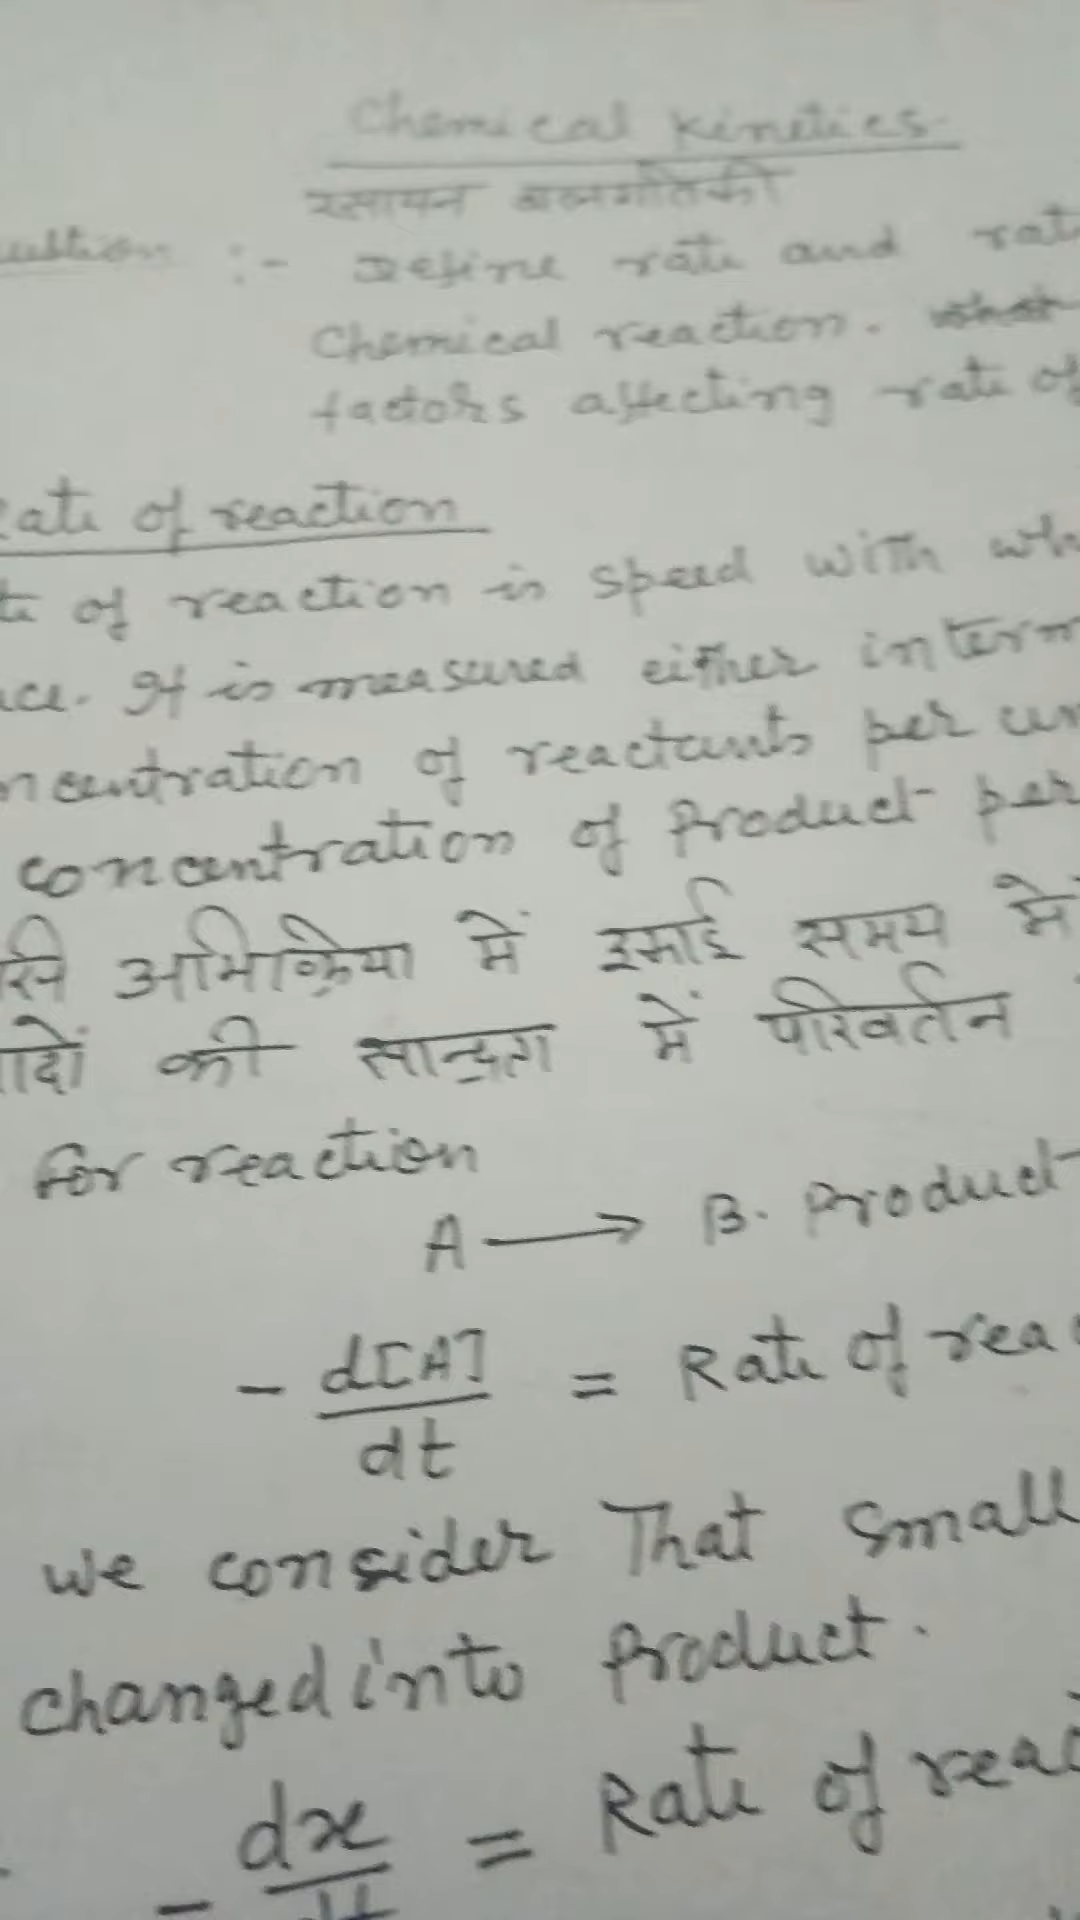 Chemical Kinetics
रसायन बलगतिकी
:- Define rate and
Chemical reaction.
factors affecting rate of
of reaction
of reaction is speed with
It is measured either in term
of reactants per
concentration of Product per
अभिक्रिया में इकाई समय में
की सान्द्रता में परिवर्तन
For reaction
A → B. Product
- d[A]/dt = Rate of
we consider That small
changed into Product.
- dx/dt = Rate of